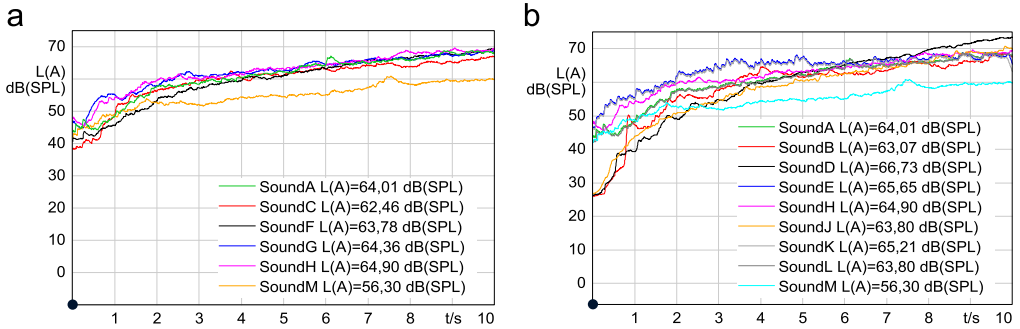 a
70
L(A)
dB(SPL)
60
50
40
30
20
10
0
SoundA L(A)=64,01 dB(SPL)
SoundC L(A)=62,46 dB(SPL)
SoundF L(A)=63,78 dB(SPL)
SoundG L(A)=64,36 dB(SPL)
SoundH L(A)=64,90 dB(SPL)
SoundM L(A)=56,30 dB(SPL)
1 2 3 4 5 6 7 8 t/s 10
b
70
L(A)
dB(SPL)
60
50
40
30
20
10
0
SoundA L(A)=64,01 dB(SPL)
SoundB L(A)=63,07 dB(SPL)
SoundD L(A)=66,73 dB(SPL)
SoundE L(A)=65,65 dB(SPL)
SoundH L(A)=64,90 dB(SPL)
SoundJ L(A)=63,80 dB(SPL)
SoundK L(A)=65,21 dB(SPL)
SoundL L(A)=63,80 dB(SPL)
SoundM L(A)=56,30 dB(SPL)
1 2 3 4 5 6 7 8 t/s 10